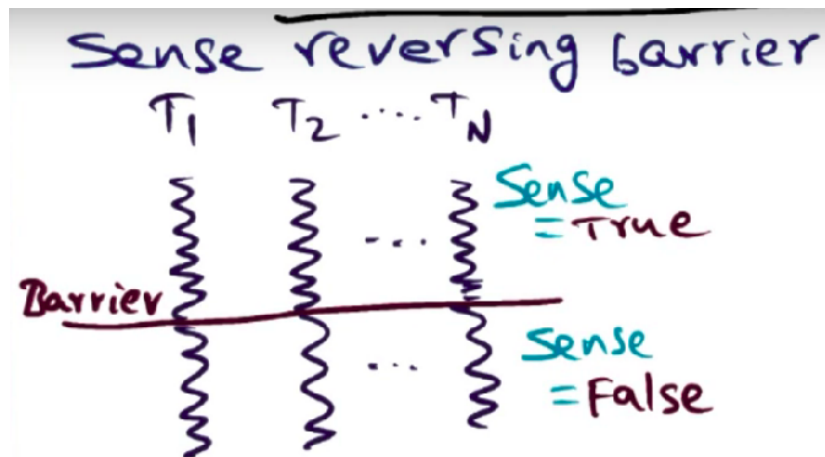 Sense reversing barrier
T1 T2 .... TN
Sense
= True
...
Barrier
Sense
= False
...